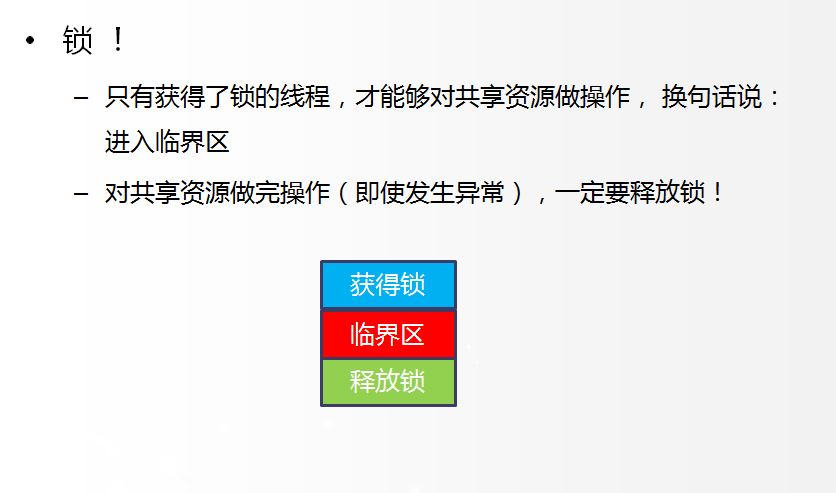 • 锁 ！
– 只有获得了锁的线程，才能够对共享资源做操作， 换句话说：
进入临界区
– 对共享资源做完操作（即使发生异常），一定要释放锁！
获得锁
临界区
释放锁